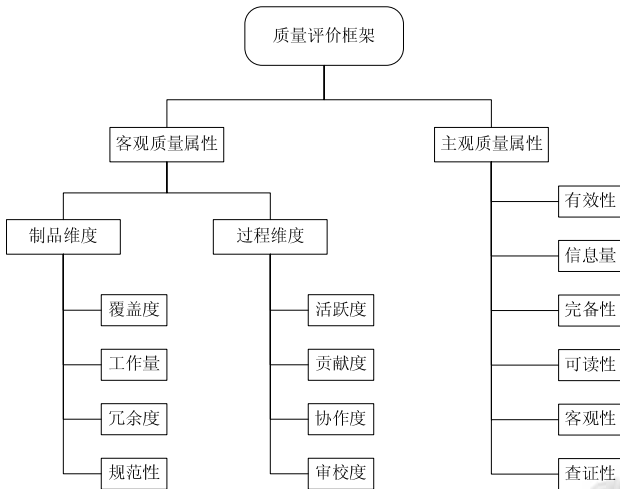 质量评价框架
客观质量属性
主观质量属性
制品维度
过程维度
覆盖度
工作量
冗余度
规范性
活跃度
贡献度
协作度
审校度
有效性
信息量
完备性
可读性
客观性
查证性